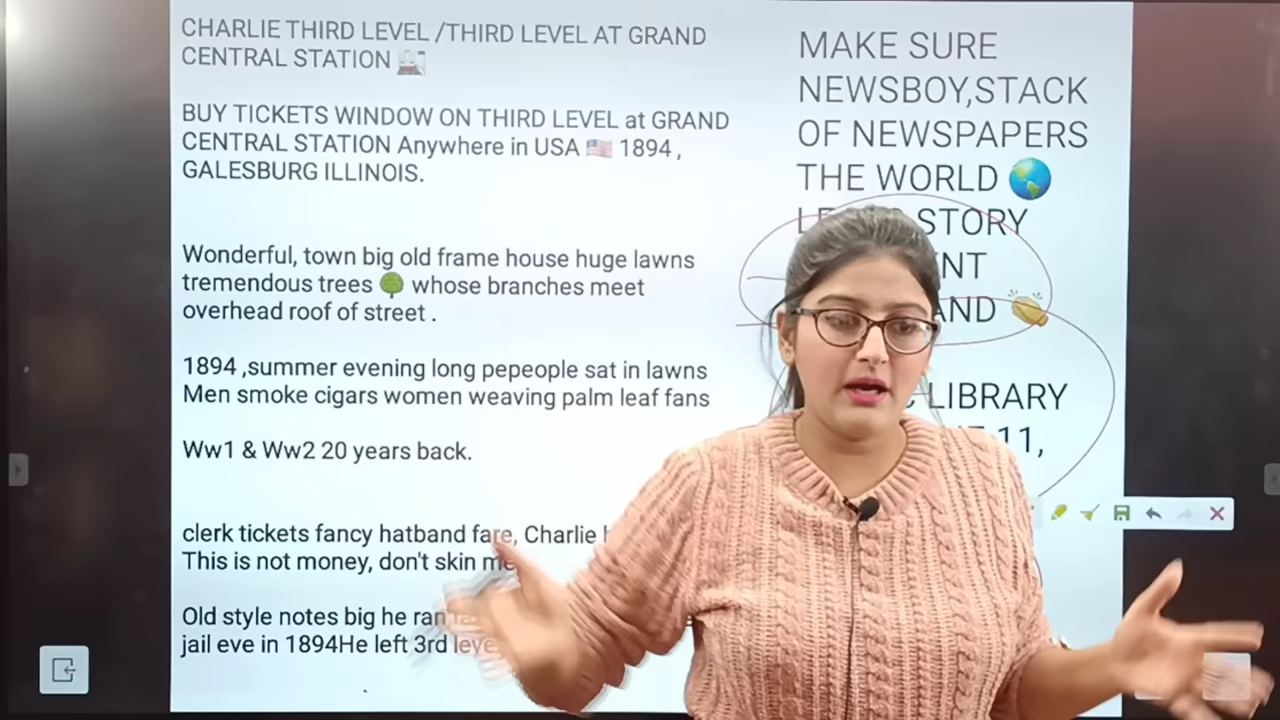 CHARLIE THIRD LEVEL /THIRD LEVEL AT GRAND
CENTRAL STATION
BUY TICKETS WINDOW ON THIRD LEVEL at GRAND
CENTRAL STATION Anywhere in USA 1894 ,
GALESBURG ILLINOIS.
Wonderful, town big old frame house huge lawns
tremendous trees whose branches meet
overhead roof of street .
1894 ,summer evening long pepeople sat in lawns
Men smoke cigars women weaving palm leaf fans
Ww1 & Ww2 20 years back.
clerk tickets fancy hatband fare, Charlie
This is not money, don't skin me
Old style notes big he ran
jail eve in 1894He left 3rd level
MAKE SURE
NEWSBOY,STACK
OF NEWSPAPERS
THE WORLD
STORY
LIBRARY
11,